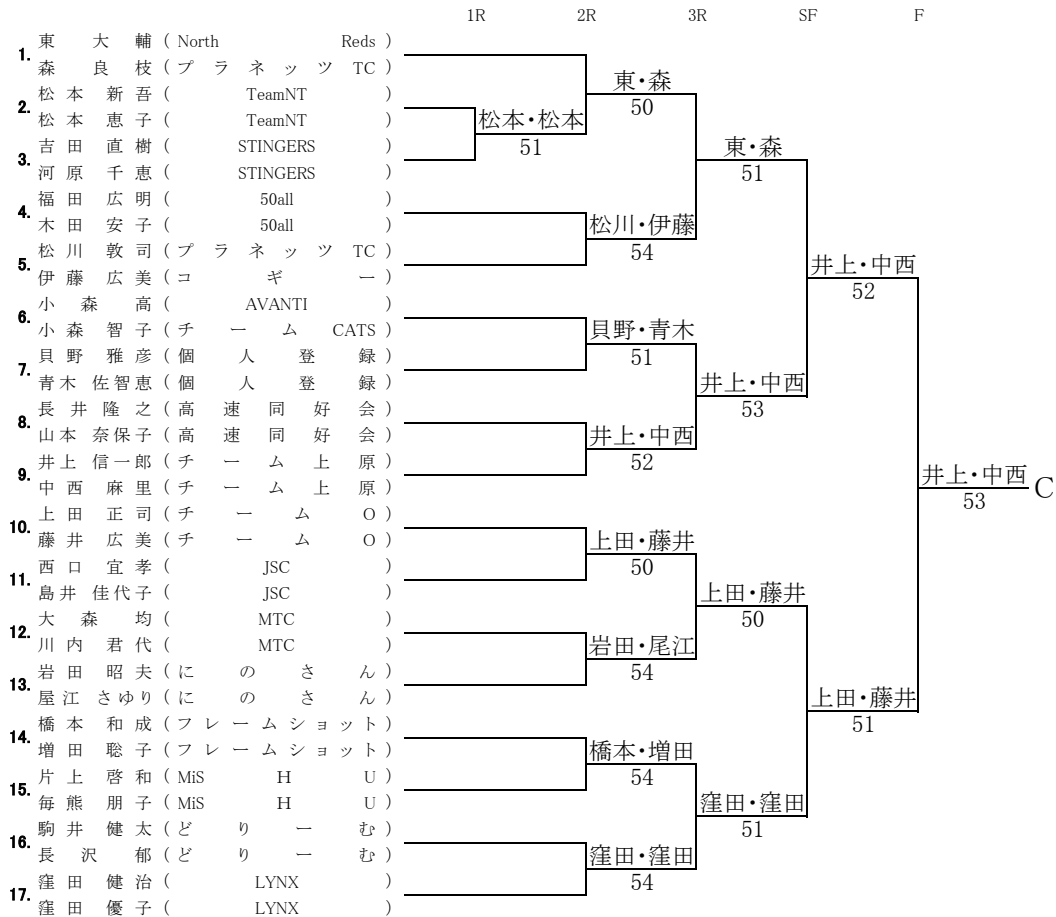 1R 2R 3R SF F
1.
東 大 輔 ( North Reds )
森 良 枝 ( プ ラ ネ ッ ツ TC )
2.
松 本 新 吾 ( TeamNT )
松 本 恵 子 ( TeamNT )
3.
吉 田 直 樹 ( STINGERS )
河 原 千 恵 ( STINGERS )
4.
福 田 広 明 ( 50all )
木 田 安 子 ( 50all )
5.
松 川 敦 司 ( プ ラ ネ ッ ツ TC )
伊 藤 広 美 ( コ ギ ー )
6.
小 森 高 ( AVANTI )
小 森 智 子 ( チ ー ム CATS )
7.
貝 野 雅 彦 ( 個 人 登 録 )
青 木 佐 智 恵 ( 個 人 登 録 )
8.
長 井 隆 之 ( 高 速 同 好 会 )
山 本 奈 保 子 ( 高 速 同 好 会 )
9.
井 上 信 一 郎 ( チ ー ム 上 原 )
中 西 麻 里 ( チ ー ム 上 原 )
10.
上 田 正 司 ( チ ー ム O )
藤 井 広 美 ( チ ー ム O )
11.
西 口 宜 孝 ( JSC )
島 井 佳 代 子 ( JSC )
12.
大 森 均 ( MTC )
川 内 君 代 ( MTC )
13.
岩 田 昭 夫 ( に の さ ん )
屋 江 さ ゆ り ( に の さ ん )
14.
橋 本 和 成 ( フ レ ー ム シ ョ ッ ト )
増 田 聡 子 ( フ レ ー ム シ ョ ッ ト )
15.
片 上 啓 和 ( MiS H U )
毎 熊 朋 子 ( MiS H U )
16.
駒 井 健 太 ( ど り ー む )
長 沢 郁 ( ど り ー む )
17.
窪 田 健 治 ( LYNX )
窪 田 優 子 ( LYNX )
松本・松本
51
東・森
50
松川・伊藤
54
貝野・青木
51
井上・中西
52
上田・藤井
50
岩田・尾江
54
橋本・増田
54
窪田・窪田
54
東・森
51
井上・中西
53
上田・藤井
50
窪田・窪田
51
井上・中西
52
上田・藤井
51
井上・中西
53
C